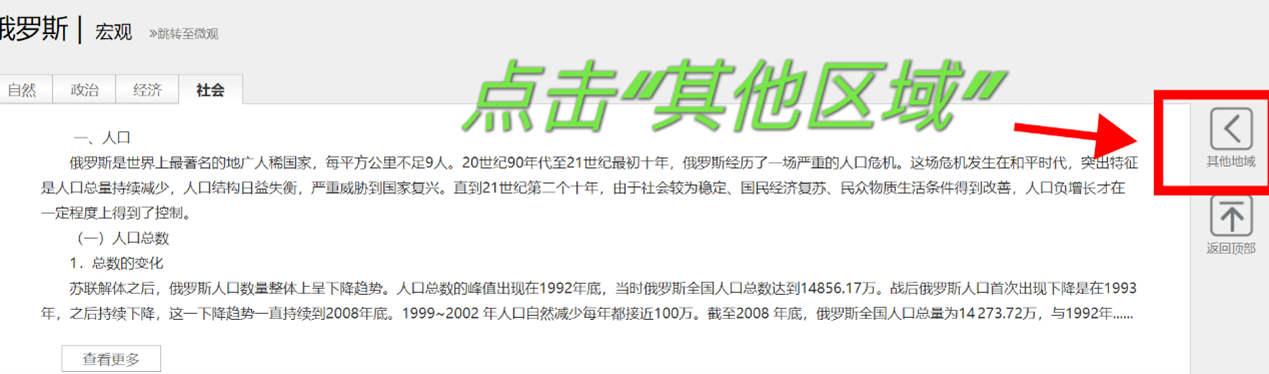 俄罗斯 | 宏观 »跳转至微观
自然 政治 经济 社会
点击“其他区域”
一、人口
俄罗斯是世界上最著名的地广人稀国家，每平方公里不足9人。20世纪90年代至21世纪最初十年，俄罗斯经历了一场严重的人口危机。这场危机发生在和平时代，突出特征
是人口总量持续减少，人口结构日益失衡，严重威胁到国家复兴。直到21世纪第二个十年，由于社会较为稳定、国民经济复苏、民众物质生活条件得到改善，人口负增长才在
一定程度上得到了控制。
（一）人口总数
1．总数的变化
苏联解体之后，俄罗斯人口数量整体上呈下降趋势。人口总数的峰值出现在1992年底，当时俄罗斯全国人口总数达到14856.17万。战后俄罗斯人口首次出现下降是在1993
年，之后持续下降，这一下降趋势一直持续到2008年底。1999~2002 年人口自然减少每年都接近100万。截至2008 年底，俄罗斯全国人口总量为14 273.72万，与1992年......
查看更多
其他地域
返回顶部